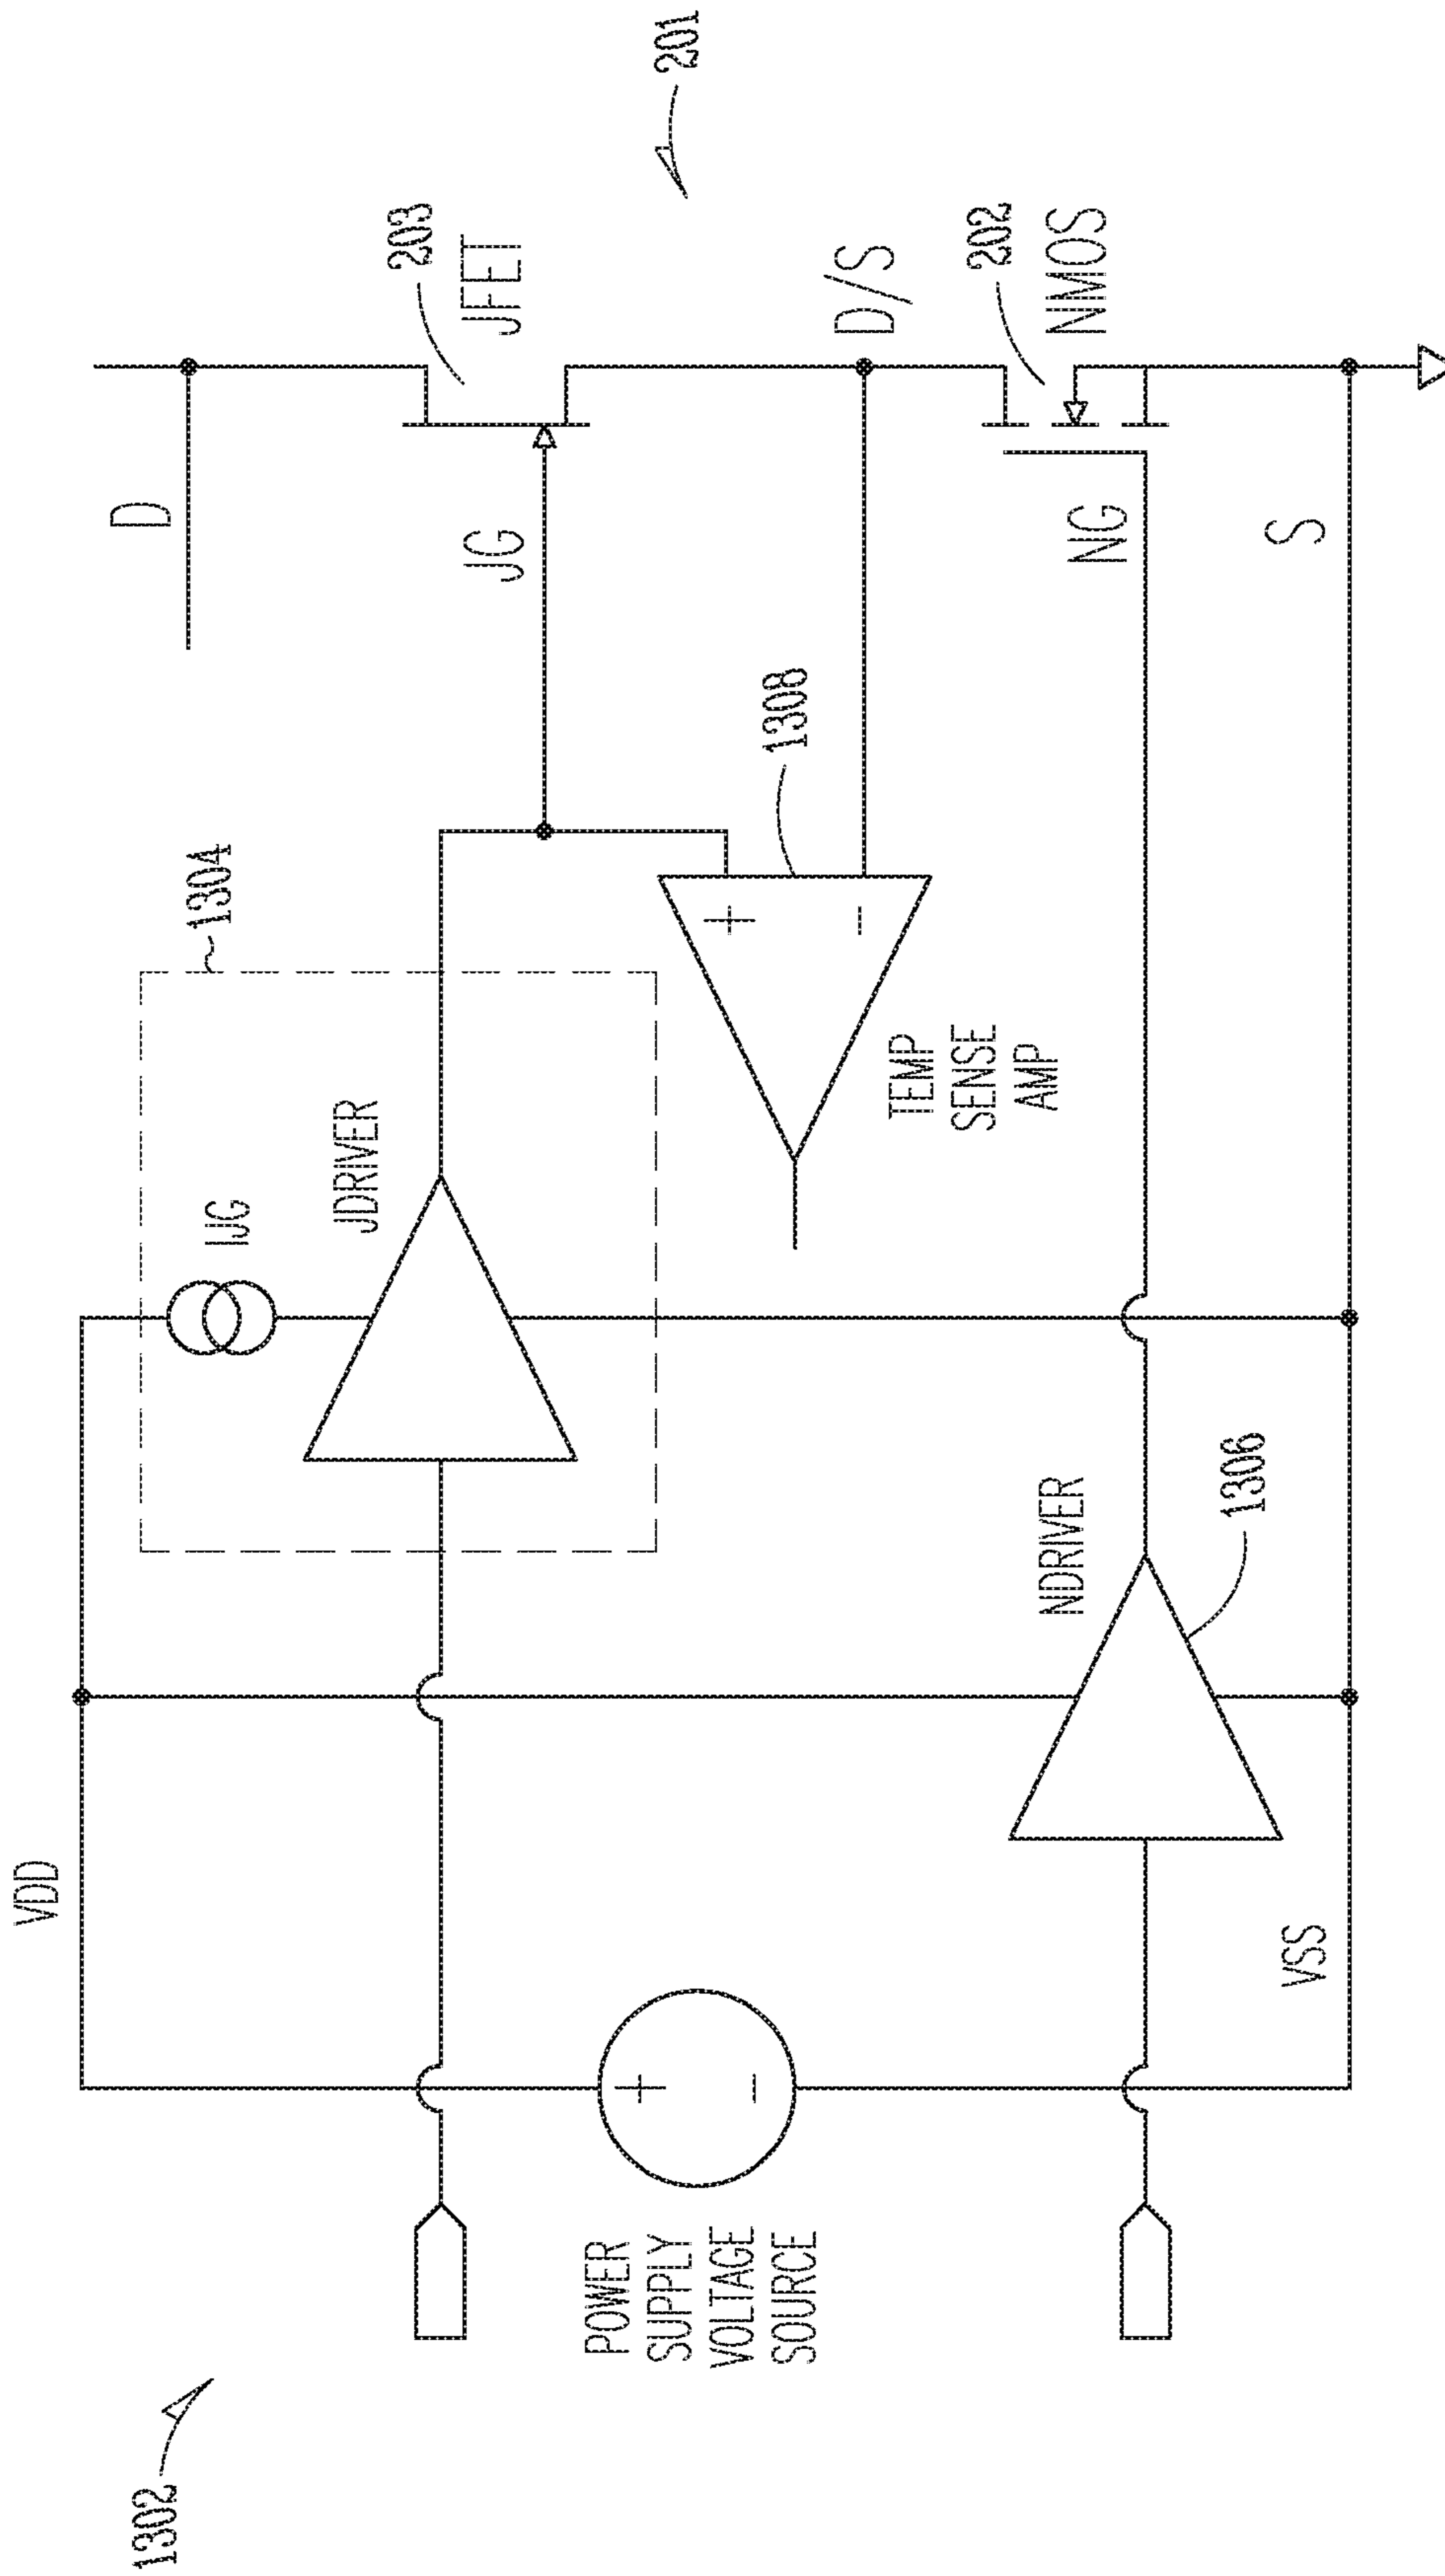 1302
VDD
IJG
1304
JDRIVER
D
203
JFET
201
JG
1308
+
-
TEMP
SENSE
AMP
D/S
POWER
SUPPLY
VOLTAGE
SOURCE
+
-
NDRIVER
1306
NG
202
NMOS
VSS
S